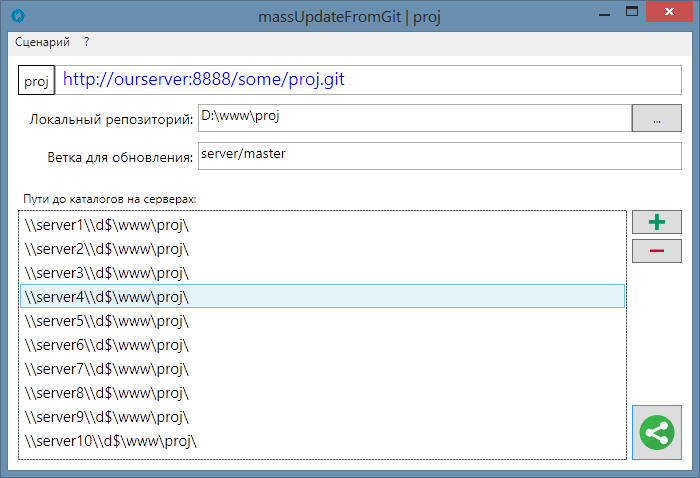 massUpdateFromGit | proj
Сценарий ?
proj http://ourserver:8888/some/proj.git
Локальный репозиторий: D:\www\proj ...
Ветка для обновления: server/master
Пути до каталогов на серверах:
\\server1\\d$\www\proj\
\\server2\\d$\www\proj\
\\server3\\d$\www\proj\
\\server4\\d$\www\proj\
\\server5\\d$\www\proj\
\\server6\\d$\www\proj\
\\server7\\d$\www\proj\
\\server8\\d$\www\proj\
\\server9\\d$\www\proj\
\\server10\\d$\www\proj\